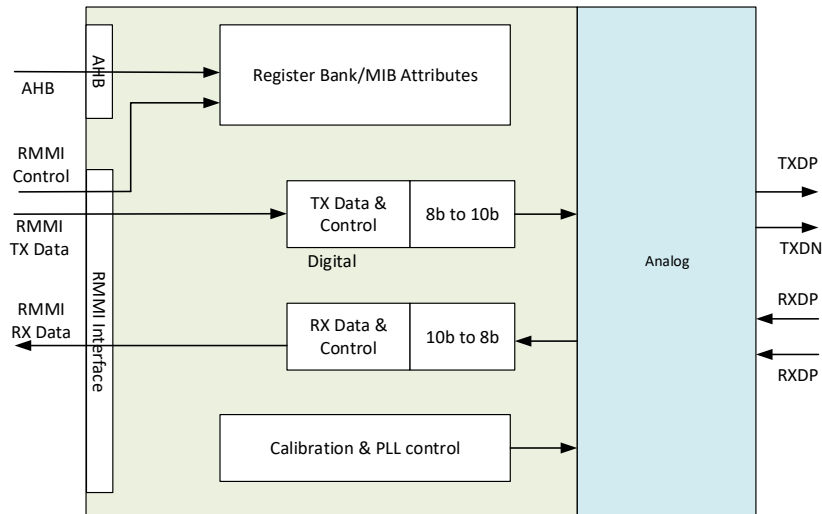 AHB
AHB
Register Bank/MIB Attributes
RMMI
Control
RMMI
TX Data
RMMI Interface
TX Data &
Control
8b to 10b
Digital
RMMI
RX Data
RX Data &
Control
10b to 8b
Calibration & PLL control
Analog
TXDP
TXDN
RXDP
RXDP